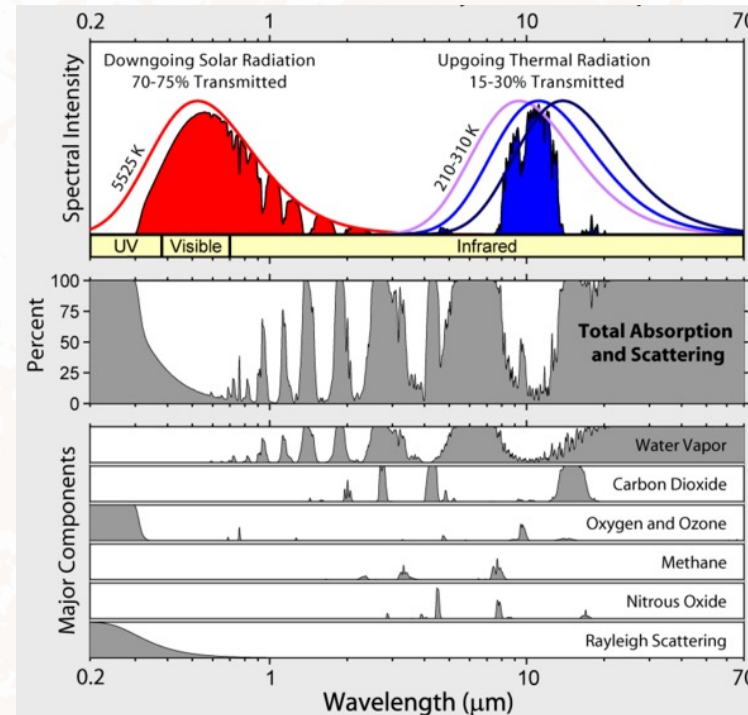 0.2 1 10 70
Downgoing Solar Radiation
70-75% Transmitted
Upgoing Thermal Radiation
15-30% Transmitted
Spectral Intensity
5525 K
210-310 K
UV Visible Infrared
Percent
100
75
50
25
0
Total Absorption
and Scattering
Major Components
Water Vapor
Carbon Dioxide
Oxygen and Ozone
Methane
Nitrous Oxide
Rayleigh Scattering
0.2 1 10 70
Wavelength (μm)